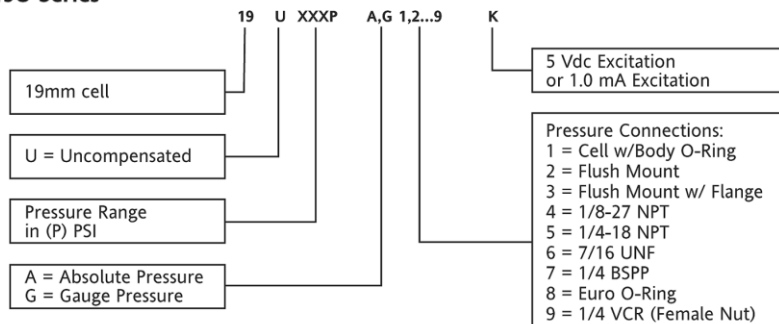 19 U XXXP A,G 1,2...9 K
5 Vdc Excitation
or 1.0 mA Excitation
19mm cell
U = Uncompensated
Pressure Range
in (P) PSI
A = Absolute Pressure
G = Gauge Pressure
Pressure Connections:
1 = Cell w/Body O-Ring
2 = Flush Mount
3 = Flush Mount w/ Flange
4 = 1/8-27 NPT
5 = 1/4-18 NPT
6 = 7/16 UNF
7 = 1/4 BSPP
8 = Euro O-Ring
9 = 1/4 VCR (Female Nut)